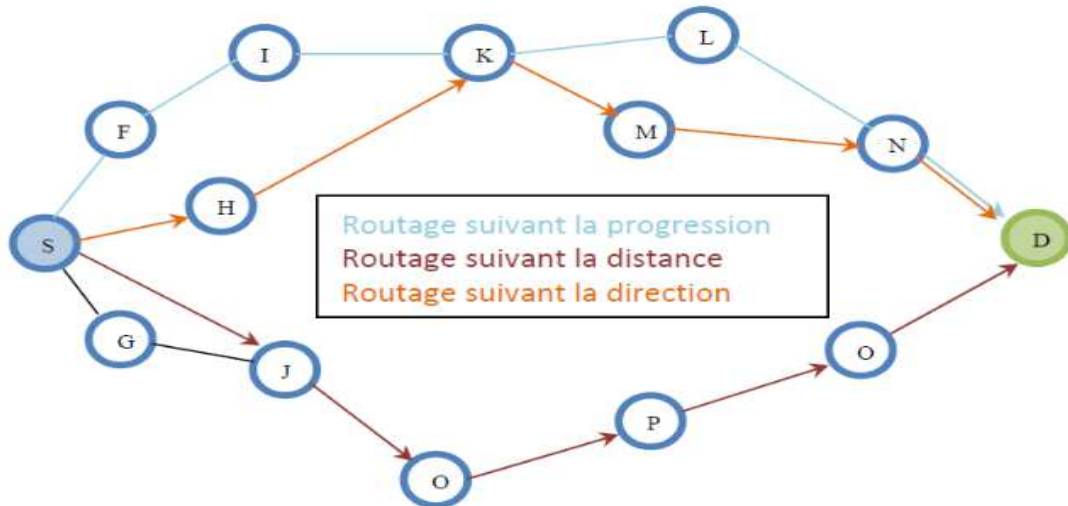 L
I
K
F
M
N
H
Routage suivant la progression
S
D
Routage suivant la distance
Routage suivant la direction
G
O
J
P
O